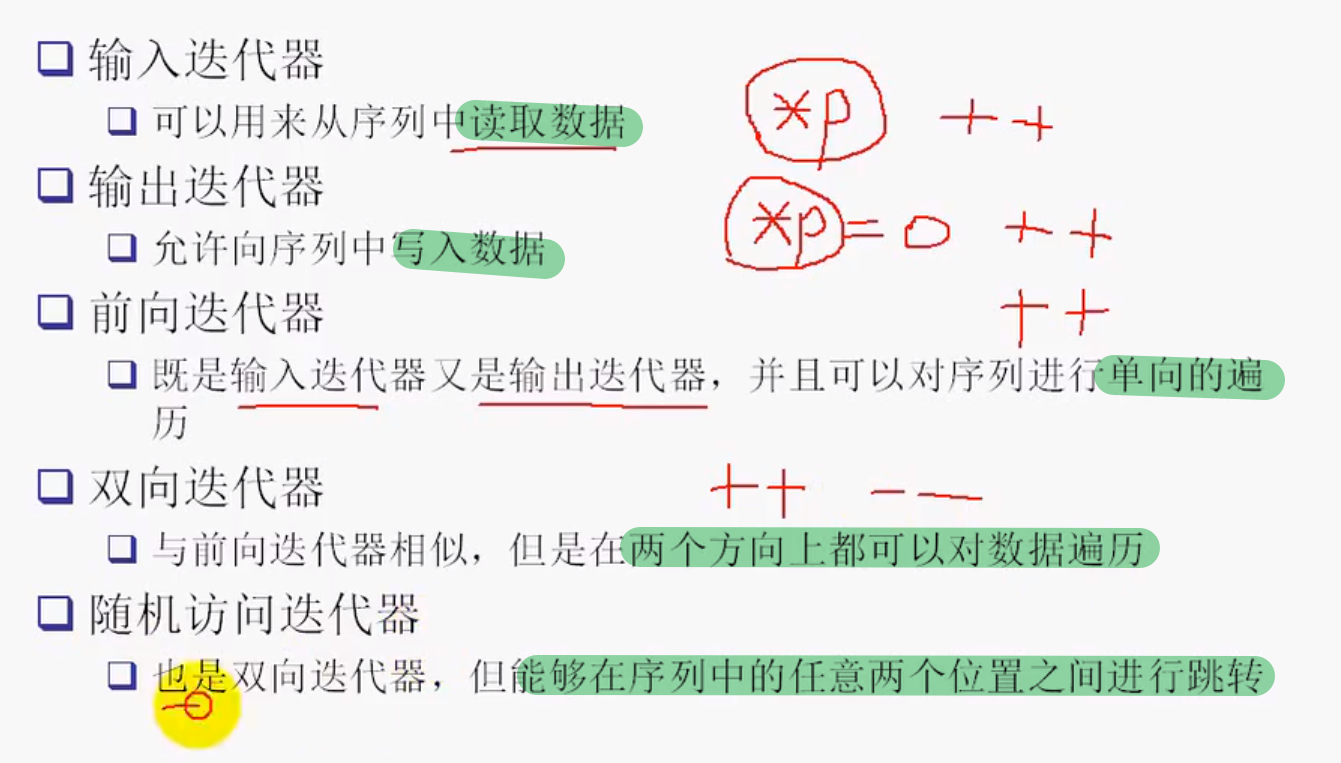 输入迭代器
可以用来从序列中读取数据
*p ++
输出迭代器
允许向序列中写入数据
*p=0 ++
前向迭代器
++
既是输入迭代器又是输出迭代器，并且可以对序列进行单向的遍
历
双向迭代器
++ --
与前向迭代器相似，但是在两个方向上都可以对数据遍历
随机访问迭代器
也是双向迭代器，但能够在序列中的任意两个位置之间进行跳转